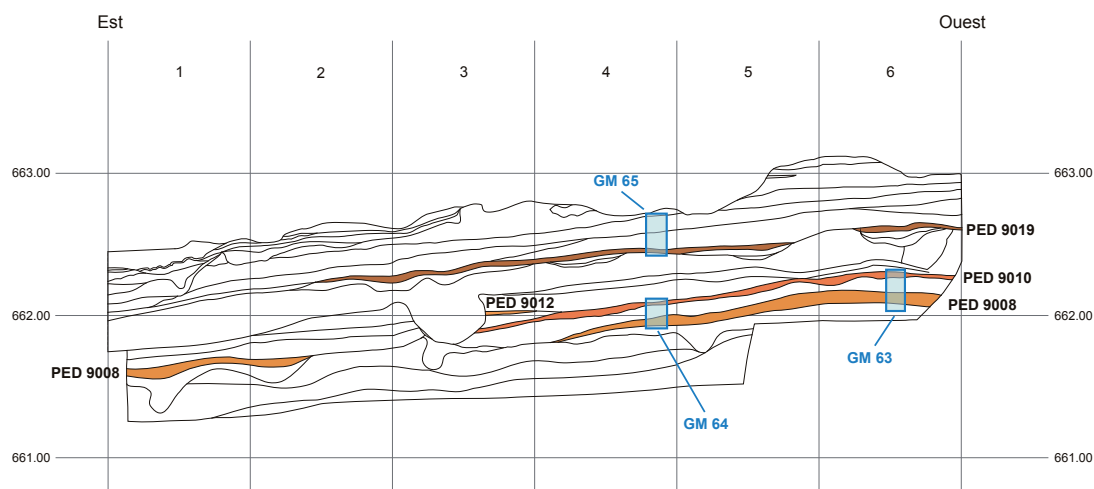 Est Ouest
1 2 3 4 5 6
663.00 663.00
GM 65
PED 9019
PED 9010
PED 9012
PED 9008
662.00 662.00
GM 63
PED 9008
GM 64
661.00 661.00